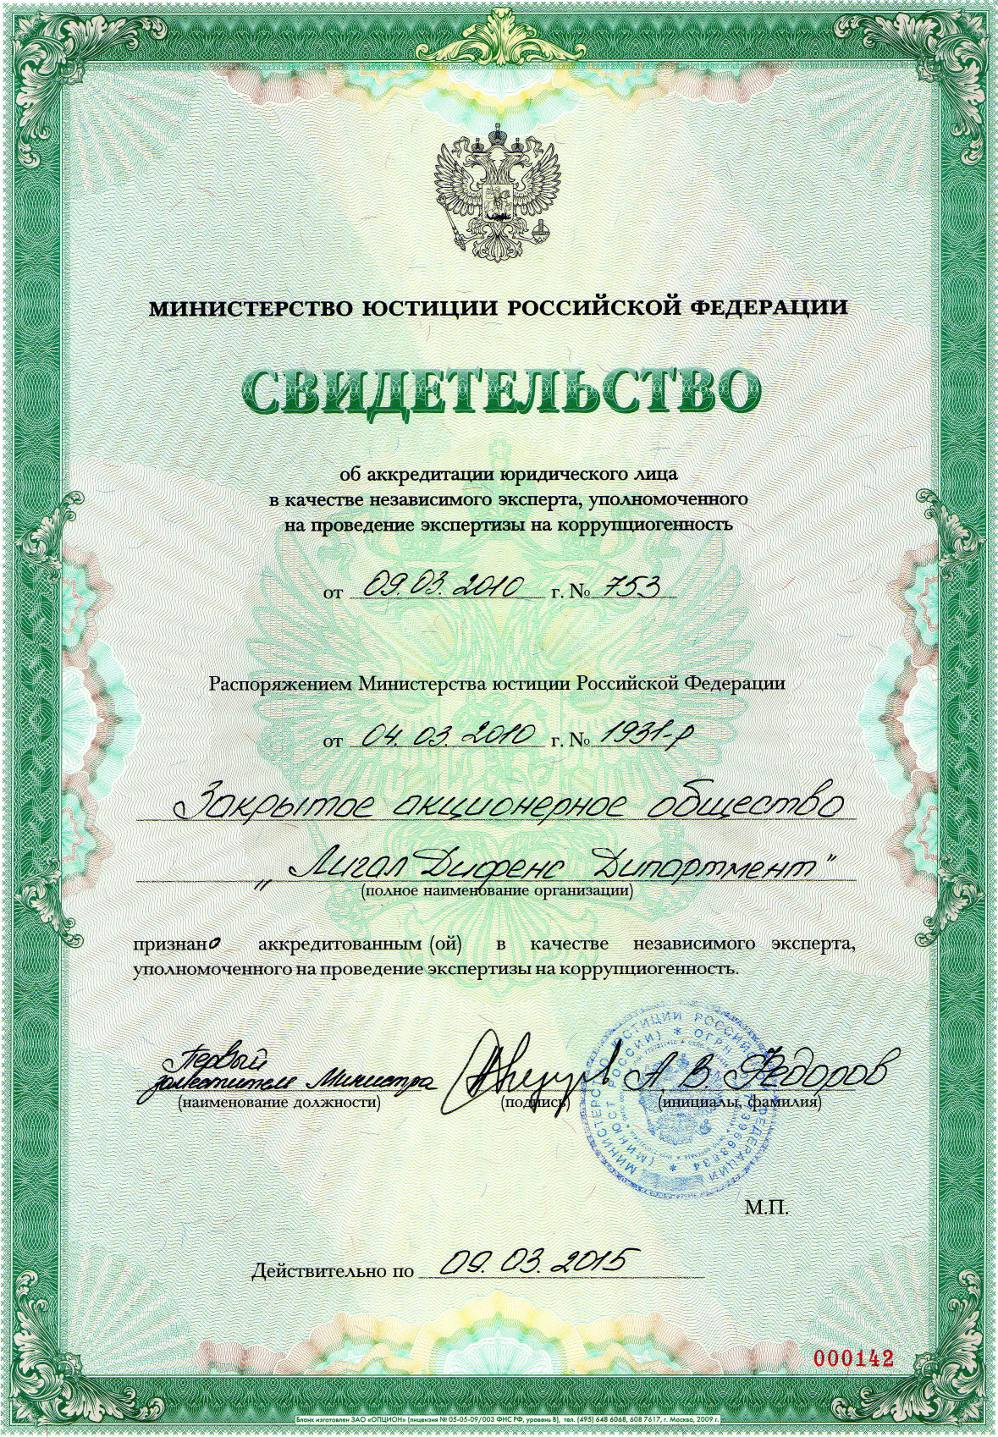 МИНИСТЕРСТВО ЮСТИЦИИ РОССИЙСКОЙ ФЕДЕРАЦИИ
СВИДЕТЕЛЬСТВО
об аккредитации юридического лица
в качестве независимого эксперта, уполномоченного
на проведение экспертизы на коррупциогенность
от 09.03.2010 г. № 753
Распоряжением Министерства юстиции Российской Федерации
от 04.03.2010 г. № 1931-р
Закрытое акционерное общество
„Лигал Дифенс Дипартмент"
(полное наименование организации)
признано аккредитованным (ой) в качестве независимого эксперта,
уполномоченного на проведение экспертизы на коррупциогенность.
Первый
заместитель Министра А В Федоров
(наименование должности) (подпись) (инициалы, фамилия)
МИНИСТЕРСТВО ЮСТИЦИИ РОССИЙСКОЙ ФЕДЕРАЦИИ
(МИНЮСТ РОССИИ) * ОГРН
М.П.
Действительно по 09.03.2015
000142
Бланк изготовлен ЗАО «ОПЦИОН» (лицензия № 05-05-09/003 ФНС РФ, уровень В), тел. (495) 648 6068, 608 7617, г. Москва, 2009 г.